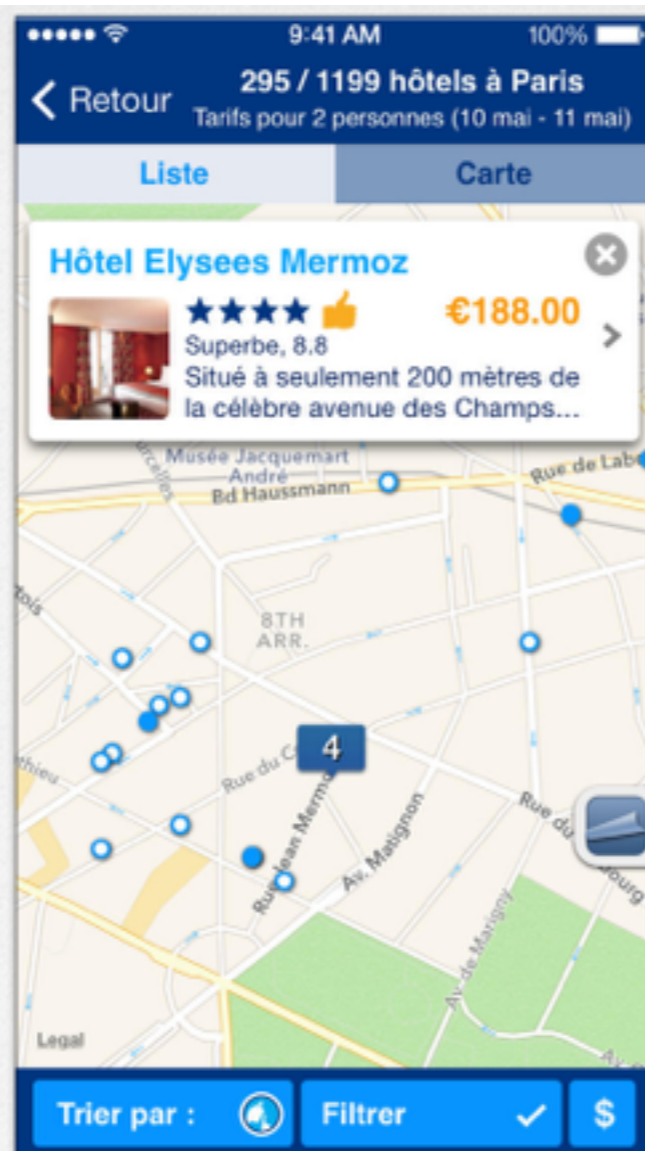 9:41 AM 100%
Retour
295 / 1199 hôtels à Paris
Tarifs pour 2 personnes (10 mai - 11 mai)
Liste Carte
Hôtel Elysees Mermoz
€188.00
Superbe, 8.8
Situé à seulement 200 mètres de
la célèbre avenue des Champs...
Musée Jacquemart
André
Bd Haussmann
Rue de Lab
8TH
ARR.
4
Rue du C
Rue Jean Mermo
Av. Matignon
Rue du
ourg
Av. de Marigny
Av.
Legal
Trier par : Filtrer $